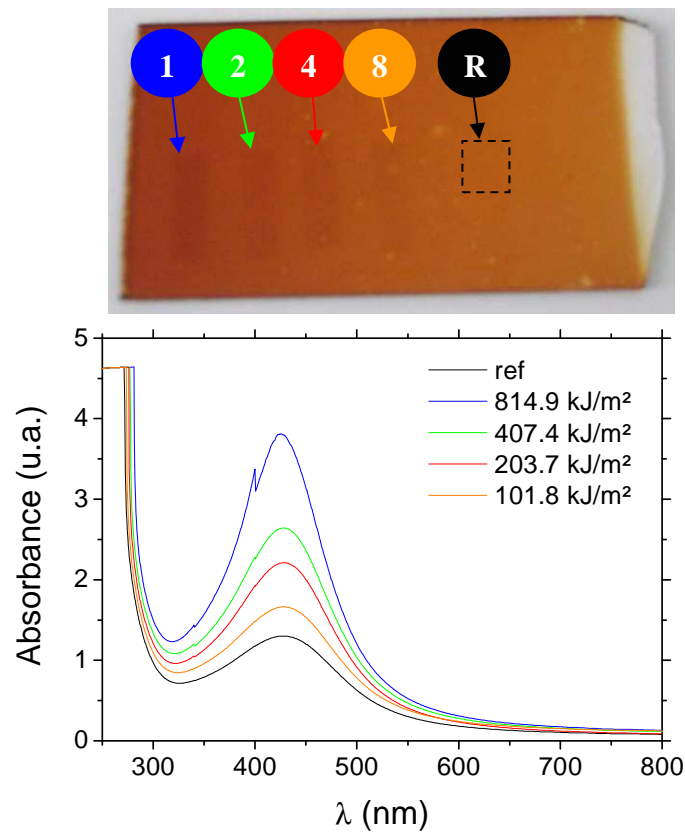 1 2 4 8 R
5
4
3
2
1
0
Absorbance (u.a.)
ref
814.9 kJ/m²
407.4 kJ/m²
203.7 kJ/m²
101.8 kJ/m²
300 400 500 600 700 800
λ (nm)